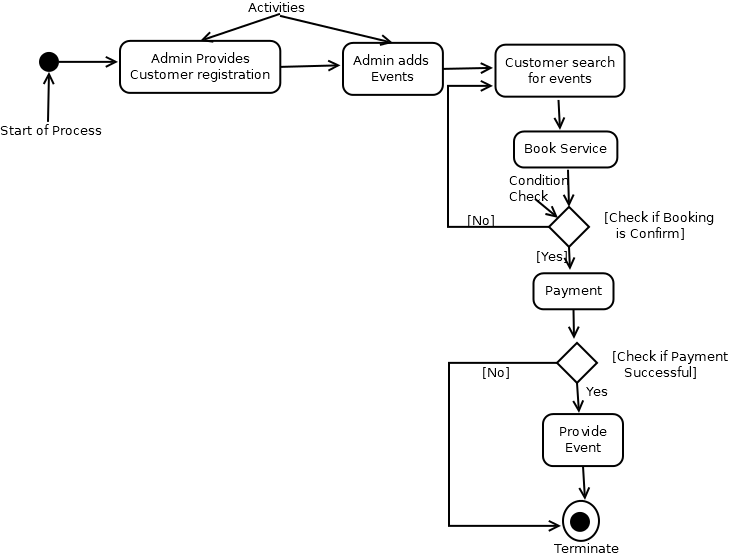 Activities
Admin Provides
Customer registration
Admin adds
Events
Customer search
for events
Start of Process
Book Service
Condition
Check
[No]
[Check if Booking
is Confirm]
[Yes]
Payment
[Check if Payment
Successful]
[No]
Yes
Provide
Event
Terminate